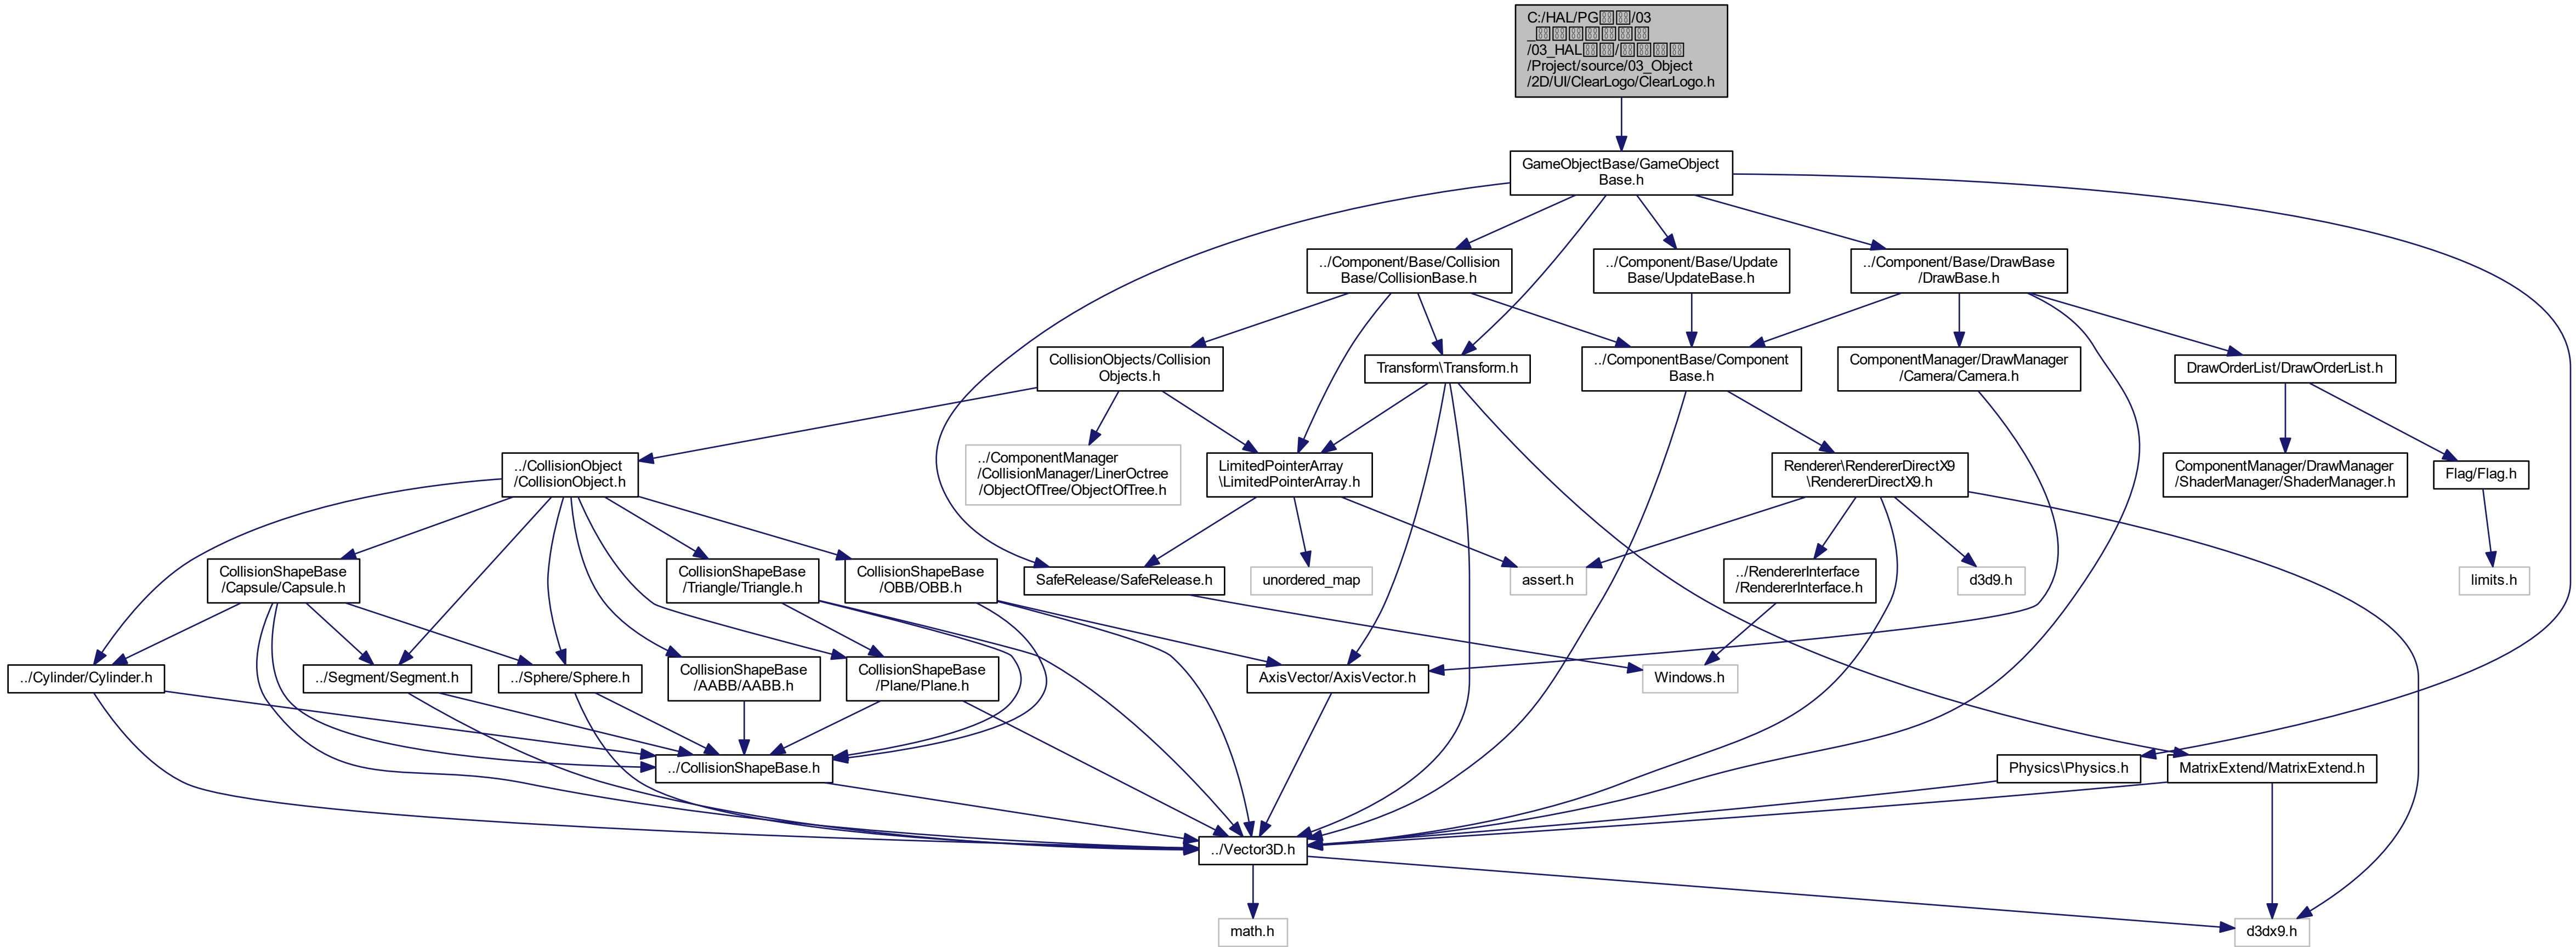 C:/HAL/PG/03
_
/03_HAL/
/Project/source/03_Object
/2D/UI/ClearLogo/ClearLogo.h
GameObjectBase/GameObject
Base.h
../Component/Base/Collision
Base/CollisionBase.h
../Component/Base/Update
Base/UpdateBase.h
../Component/Base/DrawBase
/DrawBase.h
CollisionObjects/Collision
Objects.h
Transform\Transform.h
../ComponentBase/Component
Base.h
ComponentManager/DrawManager
/Camera/Camera.h
DrawOrderList/DrawOrderList.h
../CollisionObject
/CollisionObject.h
../ComponentManager
/CollisionManager/LinerOctree
/ObjectOfTree/ObjectOfTree.h
LimitedPointerArray
\LimitedPointerArray.h
Renderer\RendererDirectX9
\RendererDirectX9.h
ComponentManager/DrawManager
/ShaderManager/ShaderManager.h
Flag/Flag.h
CollisionShapeBase
/Capsule/Capsule.h
CollisionShapeBase
/Triangle/Triangle.h
CollisionShapeBase
/OBB/OBB.h
SafeRelease/SafeRelease.h
unordered_map
assert.h
../RendererInterface
/RendererInterface.h
d3d9.h
limits.h
../Cylinder/Cylinder.h
../Segment/Segment.h
../Sphere/Sphere.h
CollisionShapeBase
/AABB/AABB.h
CollisionShapeBase
/Plane/Plane.h
AxisVector/AxisVector.h
Windows.h
../CollisionShapeBase.h
Physics\Physics.h
MatrixExtend/MatrixExtend.h
../Vector3D.h
math.h
d3dx9.h